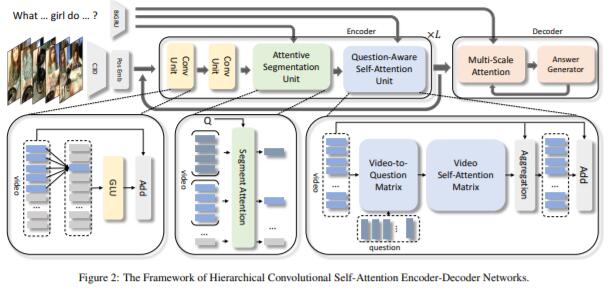 What … girl do … ?
BiGRU
Encoder
×L
Decoder
C3D
Pos Emb
Conv Unit
Conv Unit
Attentive Segmentation Unit
Question-Aware Self-Attention Unit
Multi-Scale Attention
Answer Generator
video
GLU
Add
Q
video
Segment Attention
...
...
...
video
Video-to-Question Matrix
Video Self-Attention Matrix
Aggregation
Add
...
question
Figure 2: The Framework of Hierarchical Convolutional Self-Attention Encoder-Decoder Networks.